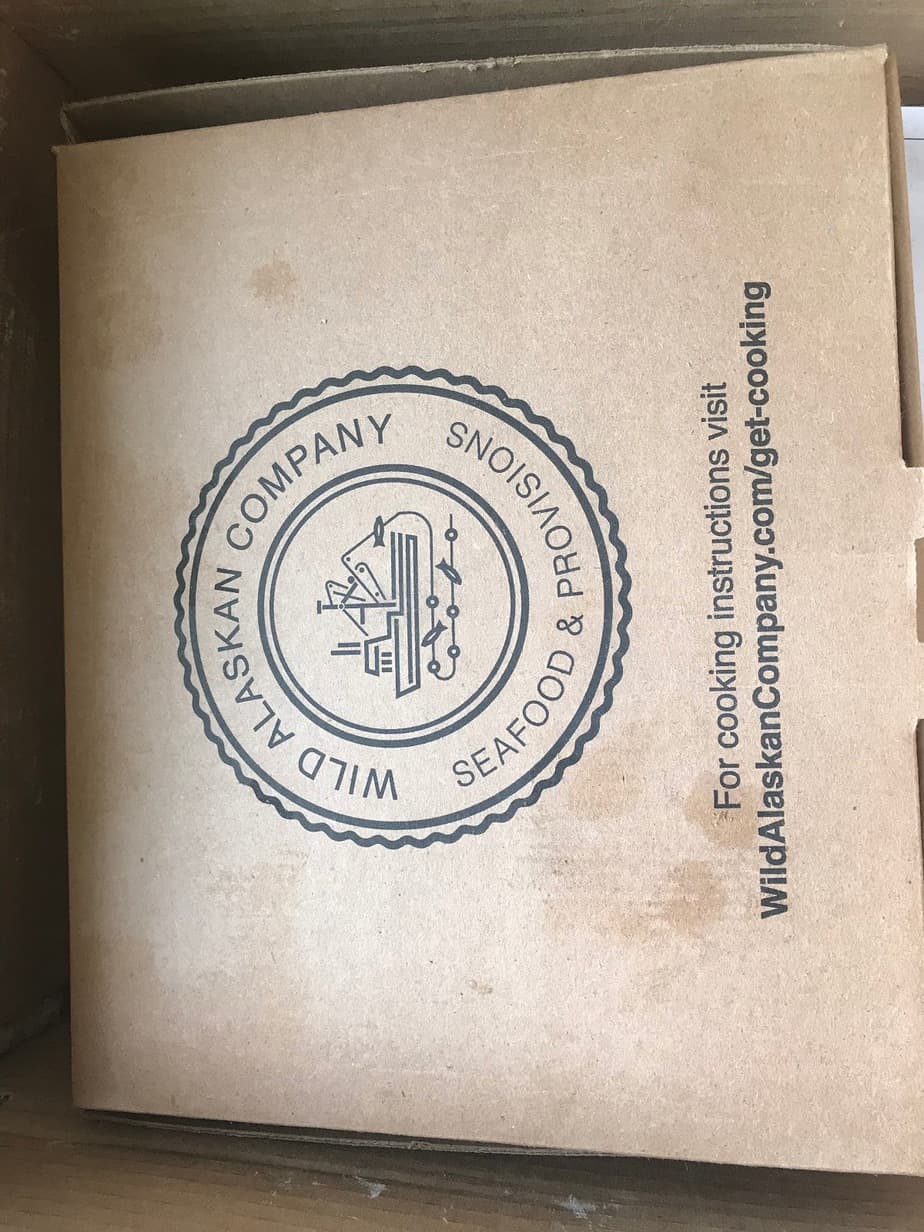 WILD ALASKAN COMPANY
SEAFOOD & PROVISIONS
For cooking instructions visit
WildAlaskanCompany.com/get-cooking